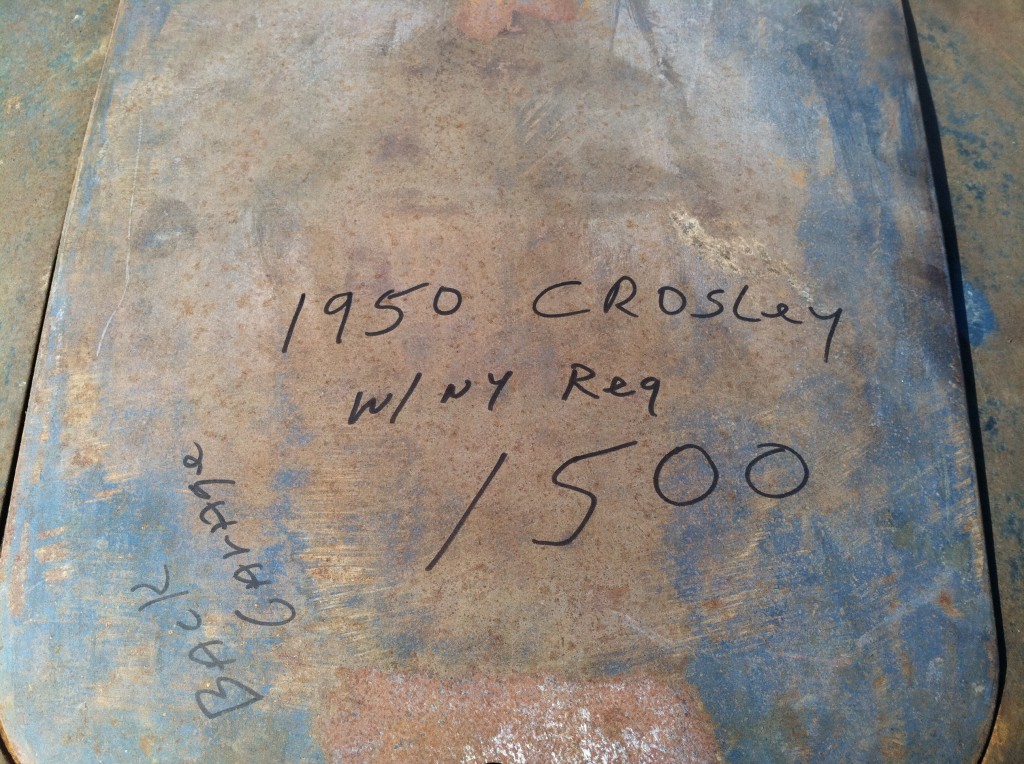 1950 CROSLey
W/ NY Reg
1500
BACK
GArAge